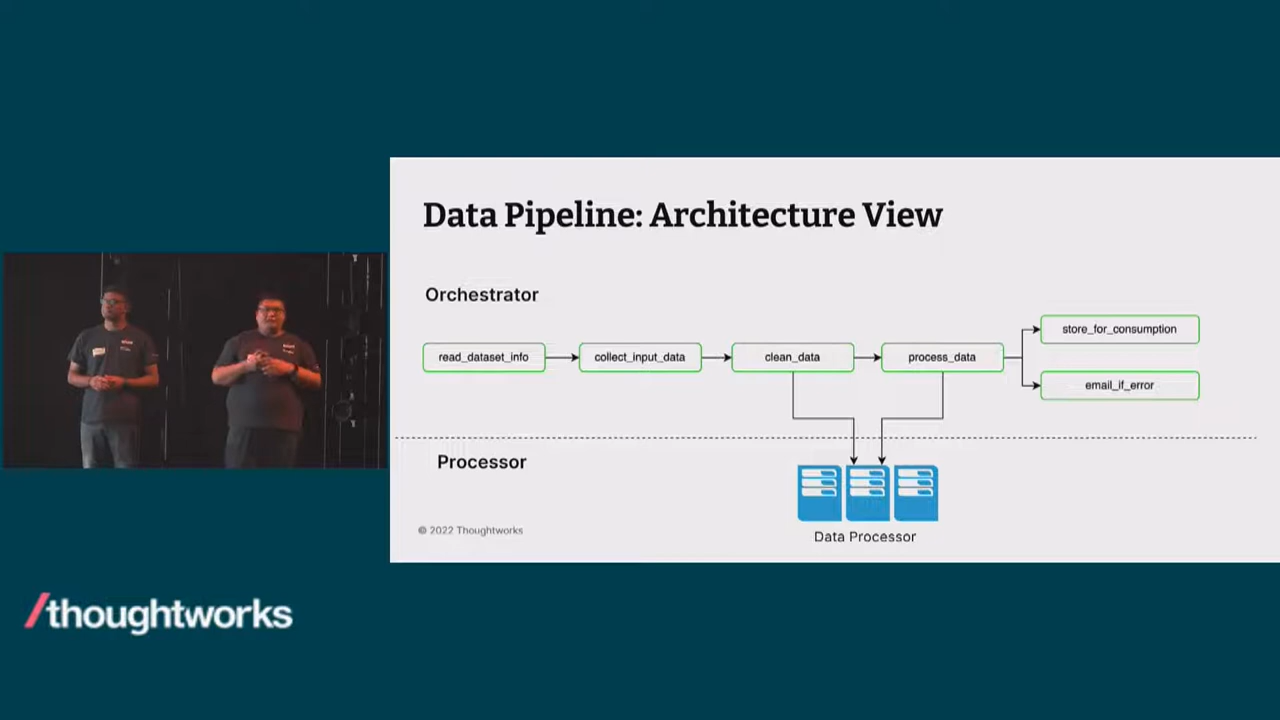 Data Pipeline: Architecture View
Orchestrator
read_dataset_info
collect_input_data
clean_data
process_data
store_for_consumption
email_if_error
Processor
Data Processor
© 2022 Thoughtworks
/thoughtworks